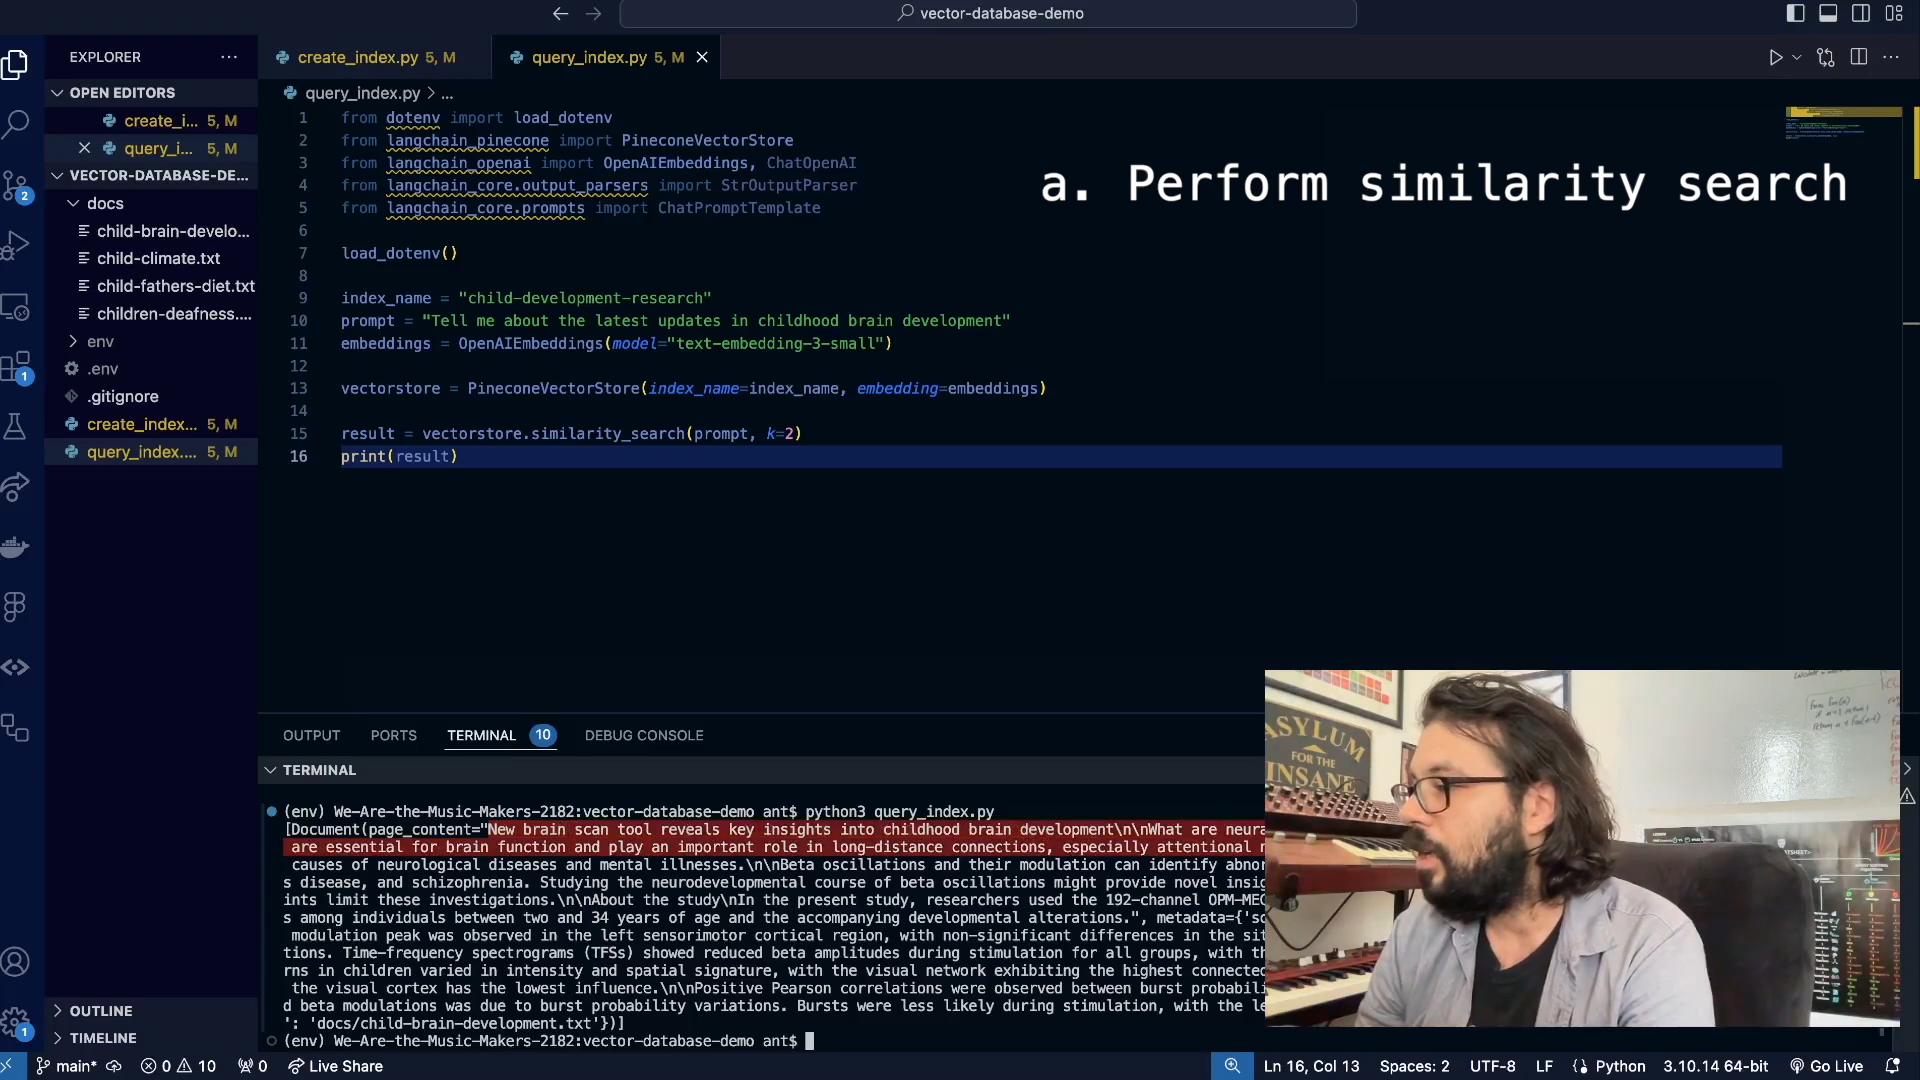 vector-database-demo
EXPLORER
create_index.py 5, M
query_index.py 5, M
OPEN EDITORS
create_i... 5, M
query_i... 5, M
VECTOR-DATABASE-DE...
docs
child-brain-develo...
child-climate.txt
child-fathers-diet.txt
children-deafness....
env
.env
.gitignore
create_index... 5, M
query_index.... 5, M
OUTLINE
TIMELINE
2
1
1
query_index.py > ...
1 from dotenv import load_dotenv
2 from langchain_pinecone import PineconeVectorStore
3 from langchain_openai import OpenAIEmbeddings, ChatOpenAI
4 from langchain_core.output_parsers import StrOutputParser
5 from langchain_core.prompts import ChatPromptTemplate
6
7 load_dotenv()
8
9 index_name = "child-development-research"
10 prompt = "Tell me about the latest updates in childhood brain development"
11 embeddings = OpenAIEmbeddings(model="text-embedding-3-small")
12
13 vectorstore = PineconeVectorStore(index_name=index_name, embedding=embeddings)
14
15 result = vectorstore.similarity_search(prompt, k=2)
16 print(result)
a. Perform similarity search
OUTPUT PORTS TERMINAL 10 DEBUG CONSOLE
TERMINAL
(env) We-Are-the-Music-Makers-2182:vector-database-demo ant$ python3 query_index.py
[Document(page_content="New brain scan tool reveals key insights into childhood brain development\n\nWhat are neura
are essential for brain function and play an important role in long-distance connections, especially attentional
causes of neurological diseases and mental illnesses.\n\nBeta oscillations and their modulation can identify abnor
s disease, and schizophrenia. Studying the neurodevelopmental course of beta oscillations might provide novel insig
ints limit these investigations.\n\nAbout the study\nIn the present study, researchers used the 192-channel OPM-MEG
s among individuals between two and 34 years of age and the accompanying developmental alterations.", metadata={'so
modulation peak was observed in the left sensorimotor cortical region, with non-significant differences in the sit
tions. Time-frequency spectrograms (TFSs) showed reduced beta amplitudes during stimulation for all groups, with th
rns in children varied in intensity and spatial signature, with the visual network exhibiting the highest connected
the visual cortex has the lowest influence.\n\nPositive Pearson correlations were observed between burst probabili
d beta modulations was due to burst probability variations. Bursts were less likely during stimulation, with the le
': 'docs/child-brain-development.txt'})]
(env) We-Are-the-Music-Makers-2182:vector-database-demo ant$
ASYLUM
FOR THE
INSANE
main* 0 10 0 Live Share
Ln 16, Col 13 Spaces: 2 UTF-8 LF Python 3.10.14 64-bit Go Live